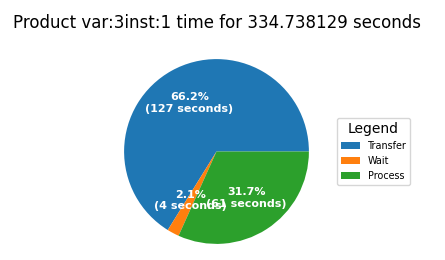 Product var:3inst:1 time for 334.738129 seconds
66.2%
(127 seconds)
2.1%
(4 seconds)
31.7%
(61 seconds)
Legend
Transfer
Wait
Process